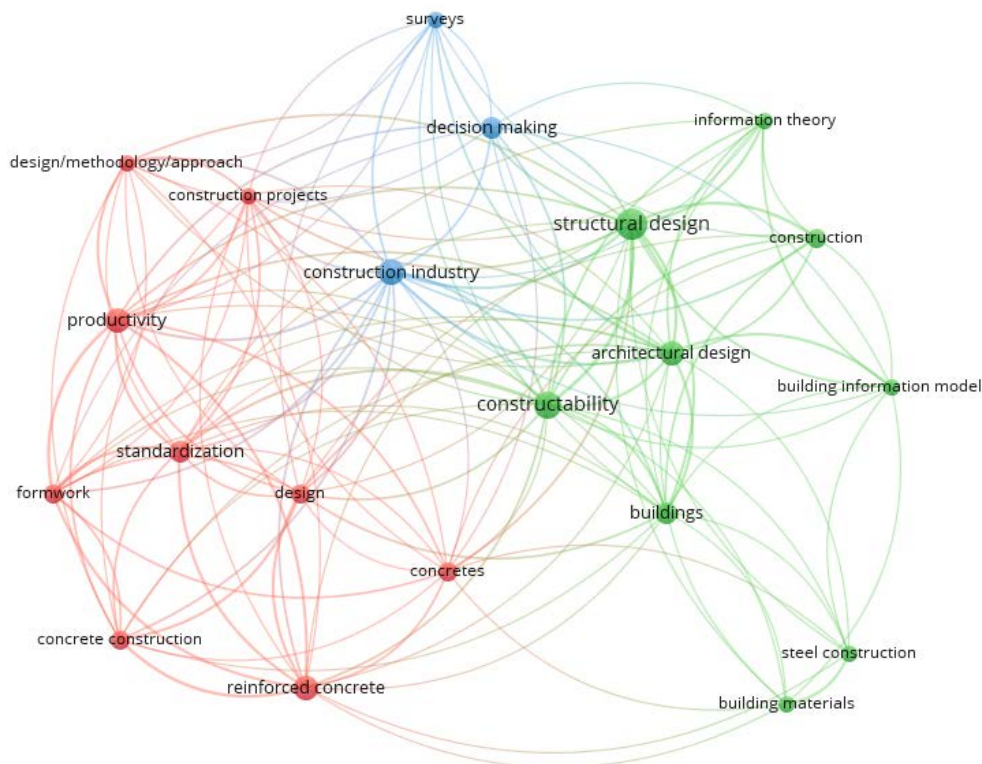 surveys
decision making
information theory
design/methodology/approach
construction projects
structural design
construction
construction industry
productivity
architectural design
building information model
constructability
standardization
formwork
design
buildings
concretes
concrete construction
steel construction
reinforced concrete
building materials